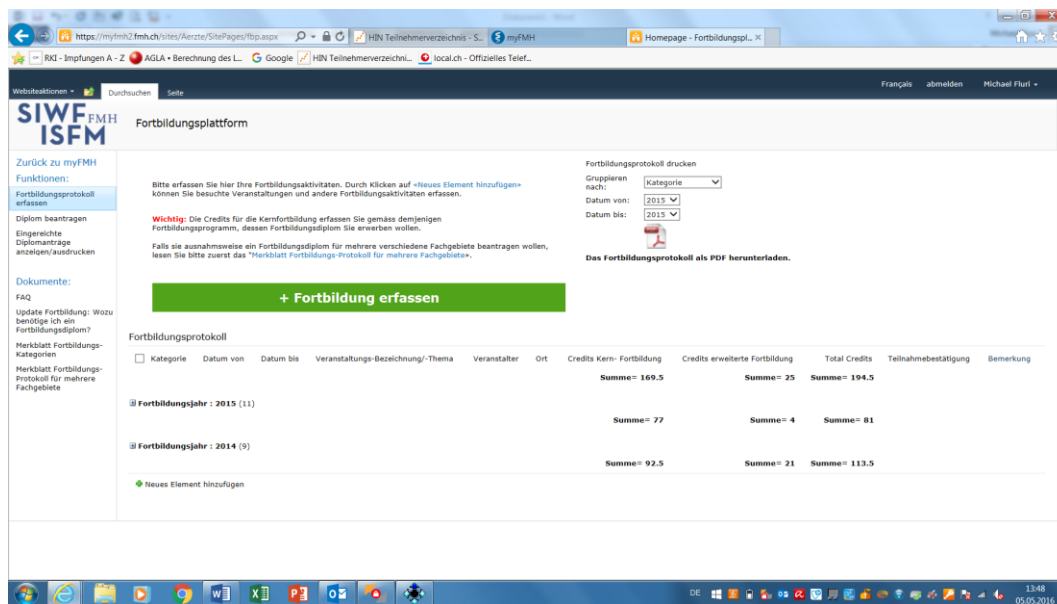 https://myfmh2.fmh.ch/sites/Aerzte/SitePages/fbp.aspx
HIN Teilnehmerverzeichnis - S...
myFMH
Homepage - Fortbildungspl...
RKI - Impfungen A - Z
AGLA • Berechnung des L...
Google
HIN Teilnehmerverzeichni...
local.ch - Offizielles Telef...
Websiteaktionen
Durchsuchen
Seite
Français
abmelden
Michael Fluri
SIWF FMH
ISFM
Fortbildungsplattform
Zurück zu myFMH
Funktionen:
Fortbildungsprotokoll
erfassen
Diplom beantragen
Eingereichte
Diplomanträge
anzeigen/ausdrucken
Dokumente:
FAQ
Update Fortbildung: Wozu
benötige ich ein
Fortbildungsdiplom?
Merkblatt Fortbildungs-
Kategorien
Merkblatt Fortbildungs-
Protokoll für mehrere
Fachgebiete
Bitte erfassen Sie hier Ihre Fortbildungsaktivitäten. Durch Klicken auf «Neues Element hinzufügen»
können Sie besuchte Veranstaltungen und andere Fortbildungsaktivitäten erfassen.
Wichtig: Die Credits für die Kernfortbildung erfassen Sie gemäss demjenigen
Fortbildungsprogramm, dessen Fortbildungsdiplom Sie erwerben wollen.
Falls sie ausnahmsweise ein Fortbildungsdiplom für mehrere verschiedene Fachgebiete beantragen wollen,
lesen Sie bitte zuerst das "Merkblatt Fortbildungs-Protokoll für mehrere Fachgebiete».
Fortbildungsprotokoll drucken
Gruppieren
nach:
Kategorie
Datum von:
2015
Datum bis:
2015
Das Fortbildungsprotokoll als PDF herunterladen.
+ Fortbildung erfassen
Fortbildungsprotokoll
Kategorie Datum von Datum bis Veranstaltungs-Bezeichnung/-Thema Veranstalter Ort Credits Kern- Fortbildung Credits erweiterte Fortbildung Total Credits Teilnahmebestätigung Bemerkung
Summe= 169.5 Summe= 25 Summe= 194.5
Fortbildungsjahr : 2015 (11)
Summe= 77 Summe= 4 Summe= 81
Fortbildungsjahr : 2014 (9)
Summe= 92.5 Summe= 21 Summe= 113.5
Neues Element hinzufügen
DE
13:48
05.05.2016